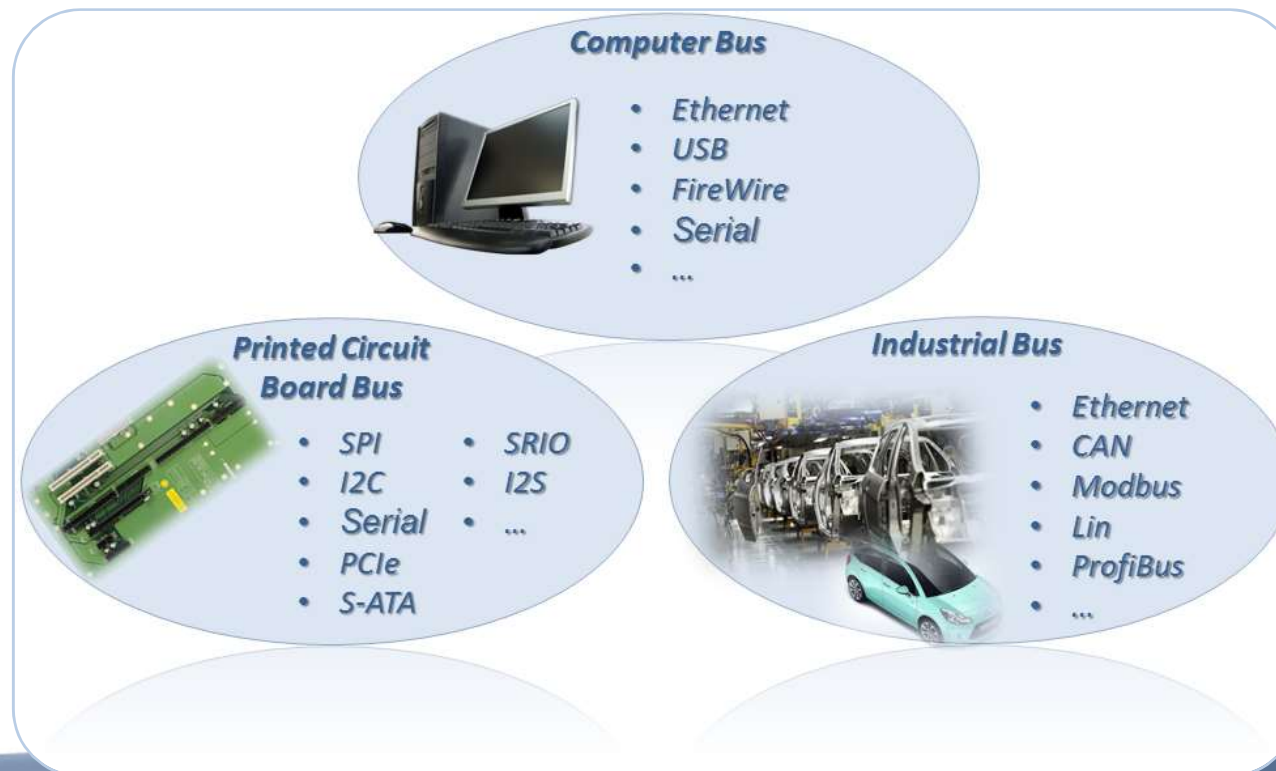 Computer Bus
• Ethernet
• USB
• FireWire
• Serial
• ...
Printed Circuit
Board Bus
• SPI
• I2C
• Serial
• PCIe
• S-ATA
• SRIO
• I2S
• ...
Industrial Bus
• Ethernet
• CAN
• Modbus
• Lin
• ProfiBus
• ...